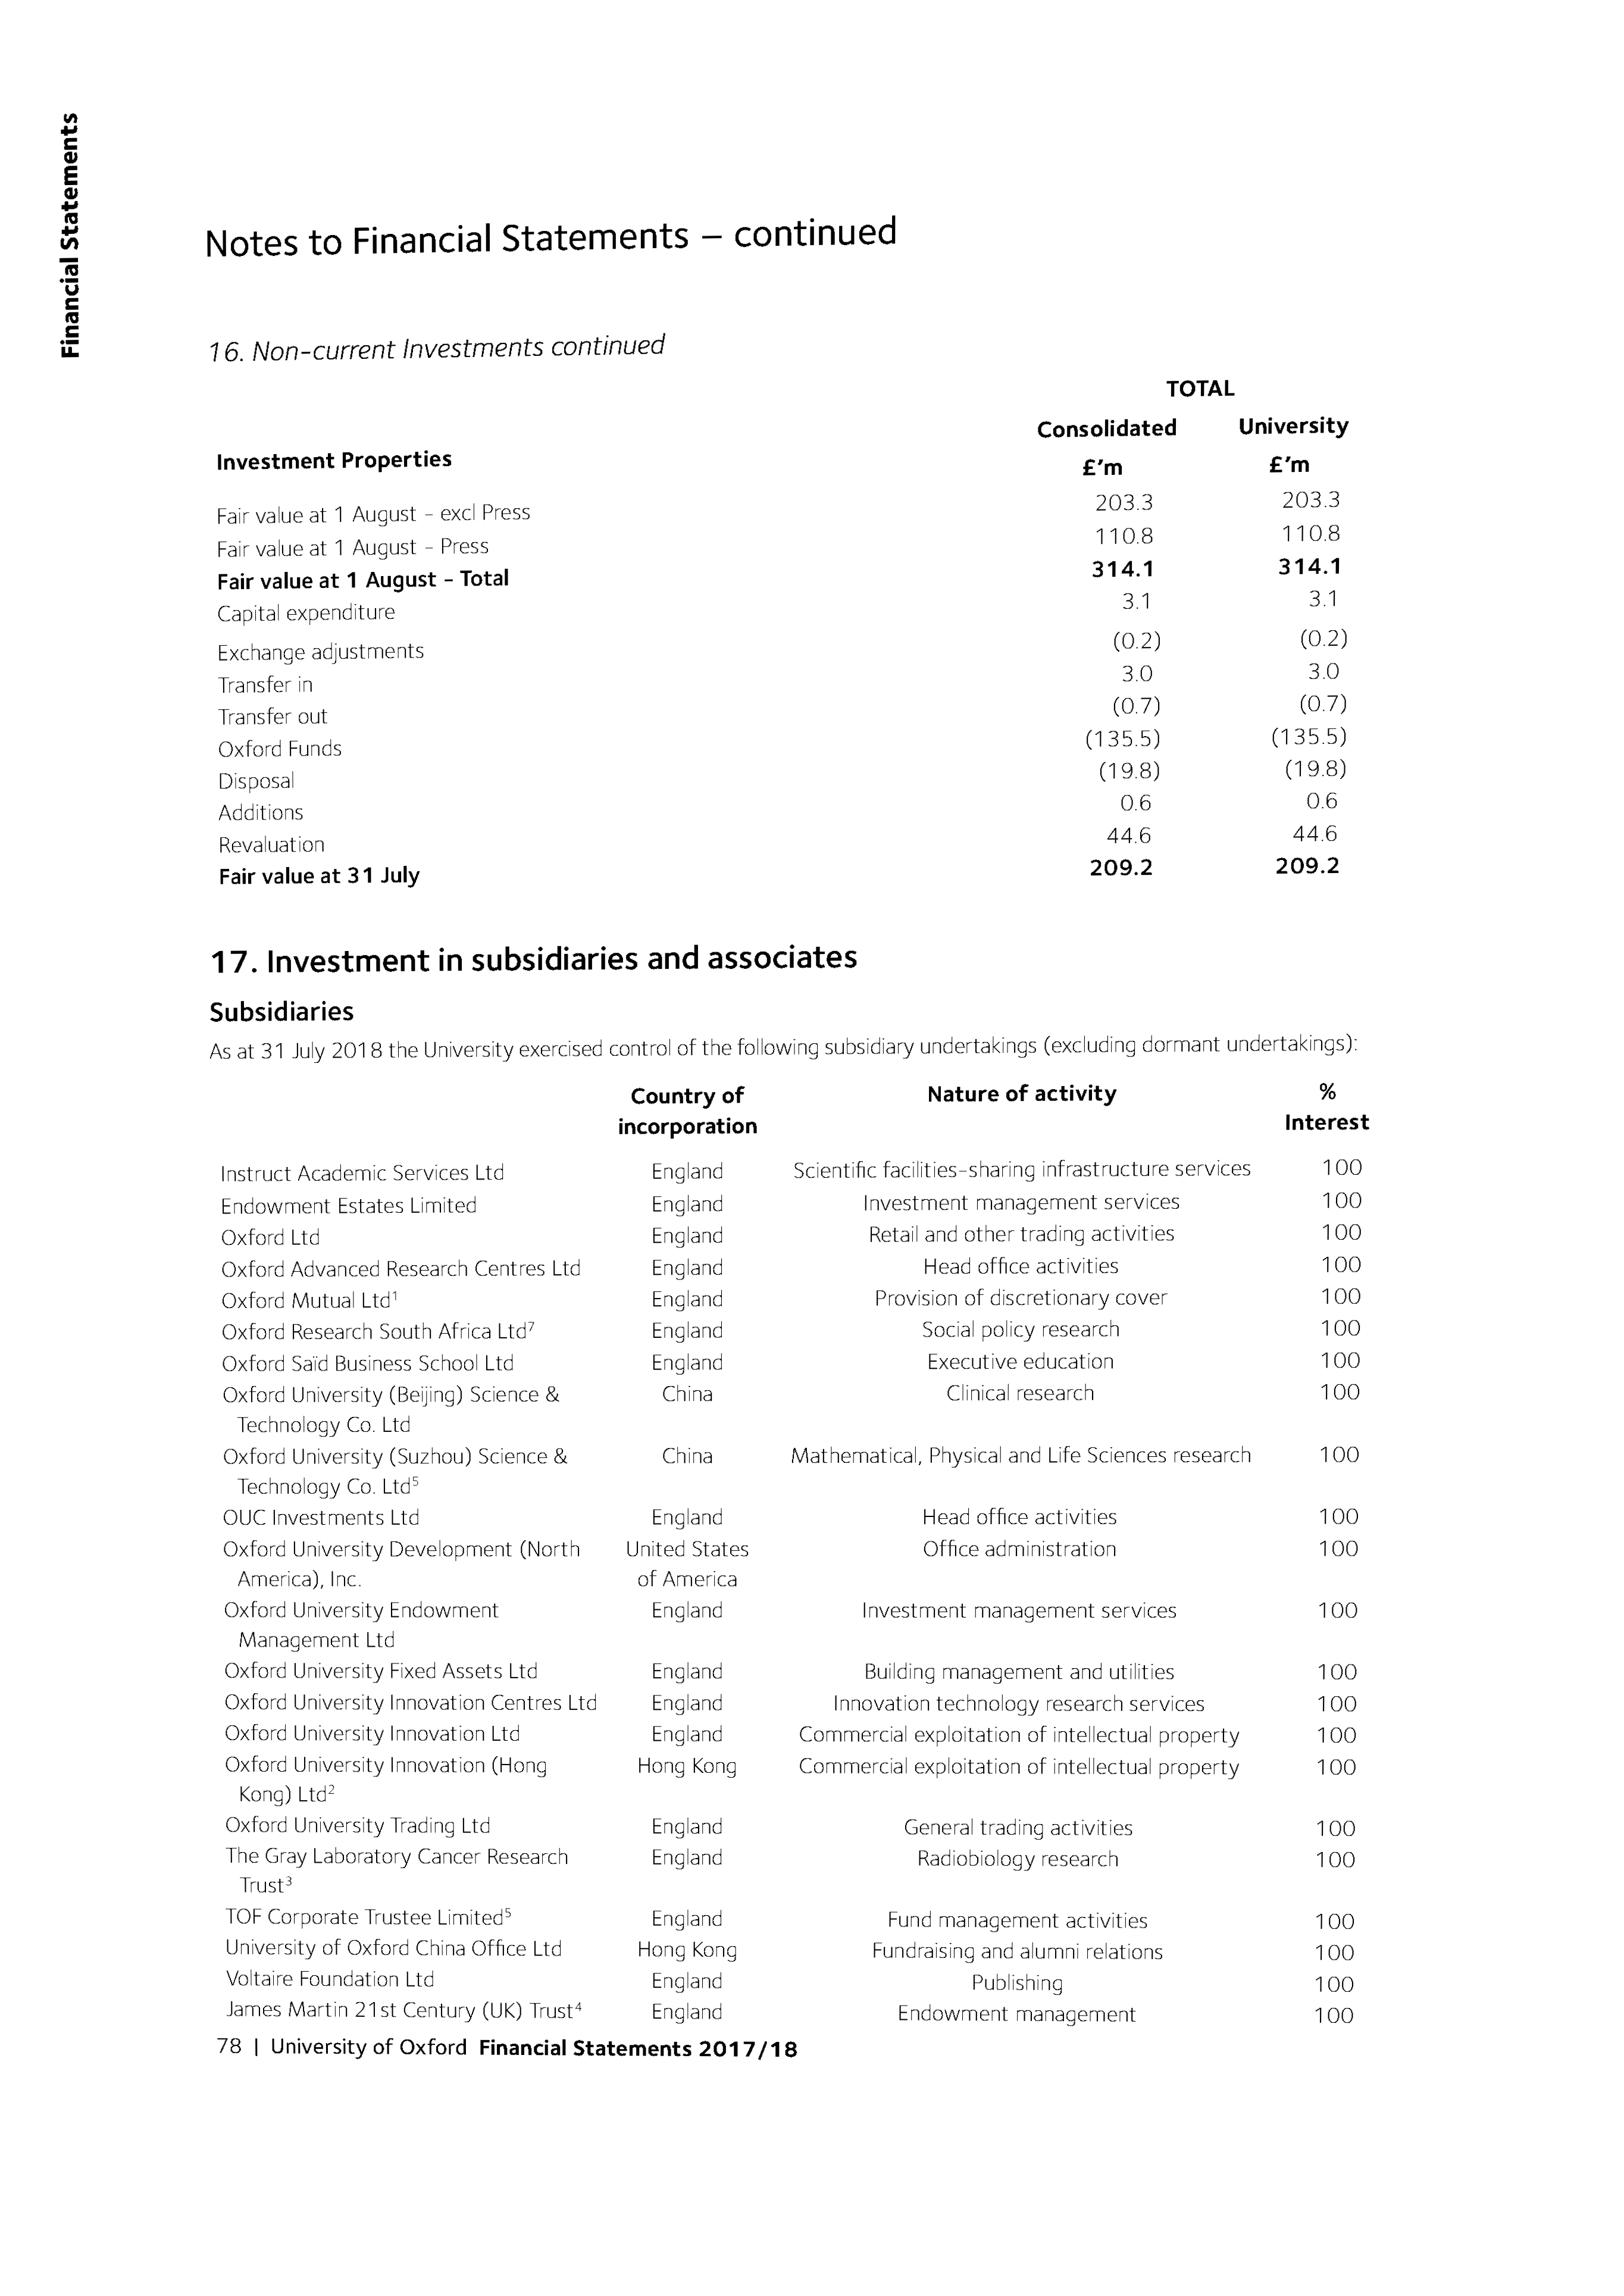 Financial Statements
Notes to Financial Statements – continued
16. Non-current Investments continued
TOTAL
Consolidated University
Investment Properties £'m £'m
Fair value at 1 August – excl Press 203.3 203.3
Fair value at 1 August – Press 110.8 110.8
Fair value at 1 August – Total 314.1 314.1
Capital expenditure 3.1 3.1
Exchange adjustments (0.2) (0.2)
Transfer in 3.0 3.0
Transfer out (0.7) (0.7)
Oxford Funds (135.5) (135.5)
Disposal (19.8) (19.8)
Additions 0.6 0.6
Revaluation 44.6 44.6
Fair value at 31 July 209.2 209.2
17. Investment in subsidiaries and associates
Subsidiaries
As at 31 July 2018 the University exercised control of the following subsidiary undertakings (excluding dormant undertakings):
Country of Nature of activity %
incorporation Interest
Instruct Academic Services Ltd England Scientific facilities-sharing infrastructure services 100
Endowment Estates Limited England Investment management services 100
Oxford Ltd England Retail and other trading activities 100
Oxford Advanced Research Centres Ltd England Head office activities 100
Oxford Mutual Ltd¹ England Provision of discretionary cover 100
Oxford Research South Africa Ltd⁷ England Social policy research 100
Oxford Saïd Business School Ltd England Executive education 100
Oxford University (Beijing) Science & China Clinical research 100
Technology Co. Ltd
Oxford University (Suzhou) Science & China Mathematical, Physical and Life Sciences research 100
Technology Co. Ltd⁵
OUC Investments Ltd England Head office activities 100
Oxford University Development (North United States Office administration 100
America), Inc. of America
Oxford University Endowment England Investment management services 100
Management Ltd
Oxford University Fixed Assets Ltd England Building management and utilities 100
Oxford University Innovation Centres Ltd England Innovation technology research services 100
Oxford University Innovation Ltd England Commercial exploitation of intellectual property 100
Oxford University Innovation (Hong Hong Kong Commercial exploitation of intellectual property 100
Kong) Ltd²
Oxford University Trading Ltd England General trading activities 100
The Gray Laboratory Cancer Research England Radiobiology research 100
Trust³
TOF Corporate Trustee Limited⁵ England Fund management activities 100
University of Oxford China Office Ltd Hong Kong Fundraising and alumni relations 100
Voltaire Foundation Ltd England Publishing 100
James Martin 21st Century (UK) Trust⁴ England Endowment management 100
78 | University of Oxford Financial Statements 2017/18